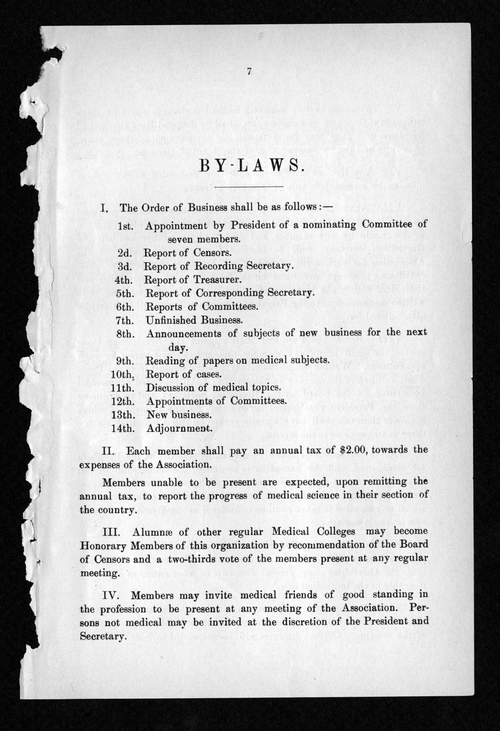 7
BY-LAWS.
I. The Order of Business shall be as follows:—
1st. Appointment by President of a nominating Committee of
seven members.
2d. Report of Censors.
3d. Report of Recording Secretary.
4th. Report of Treasurer.
5th. Report of Corresponding Secretary.
6th. Reports of Committees.
7th. Unfinished Business.
8th. Announcements of subjects of new business for the next
day.
9th. Reading of papers on medical subjects.
10th. Report of cases.
11th. Discussion of medical topics.
12th. Appointments of Committees.
13th. New business.
14th. Adjournment.
II. Each member shall pay an annual tax of $2.00, towards the
expenses of the Association.
Members unable to be present are expected, upon remitting the
annual tax, to report the progress of medical science in their section of
the country.
III. Alumnæ of other regular Medical Colleges may become
Honorary Members of this organization by recommendation of the Board
of Censors and a two-thirds vote of the members present at any regular
meeting.
IV. Members may invite medical friends of good standing in
the profession to be present at any meeting of the Association. Per-
sons not medical may be invited at the discretion of the President and
Secretary.